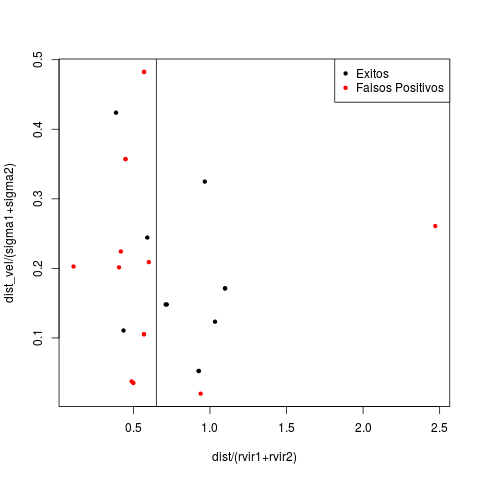 Exitos
Falsos Positivos
0.5
0.4
0.3
0.2
0.1
dist_vel/(sigma1+sigma2)
0.5 1.0 1.5 2.0 2.5
dist/(rvir1+rvir2)